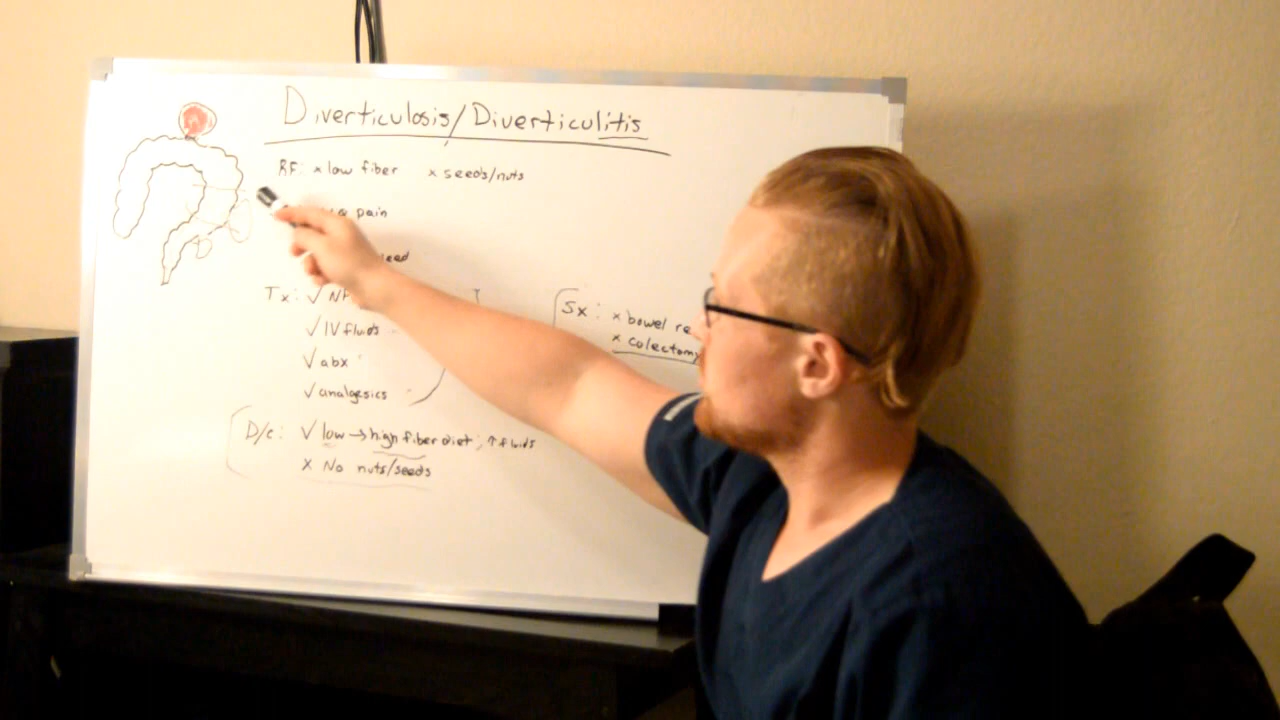 Diverticulosis/Diverticulitis
RF: x low fiber x seeds/nuts
pain
Tx: √
√ IV fluids
√ abx
√ analgesics
Sx: x bowel
x colectomy
D/c: √ low → high fiber diet; ↑ fluids
x No nuts/seeds